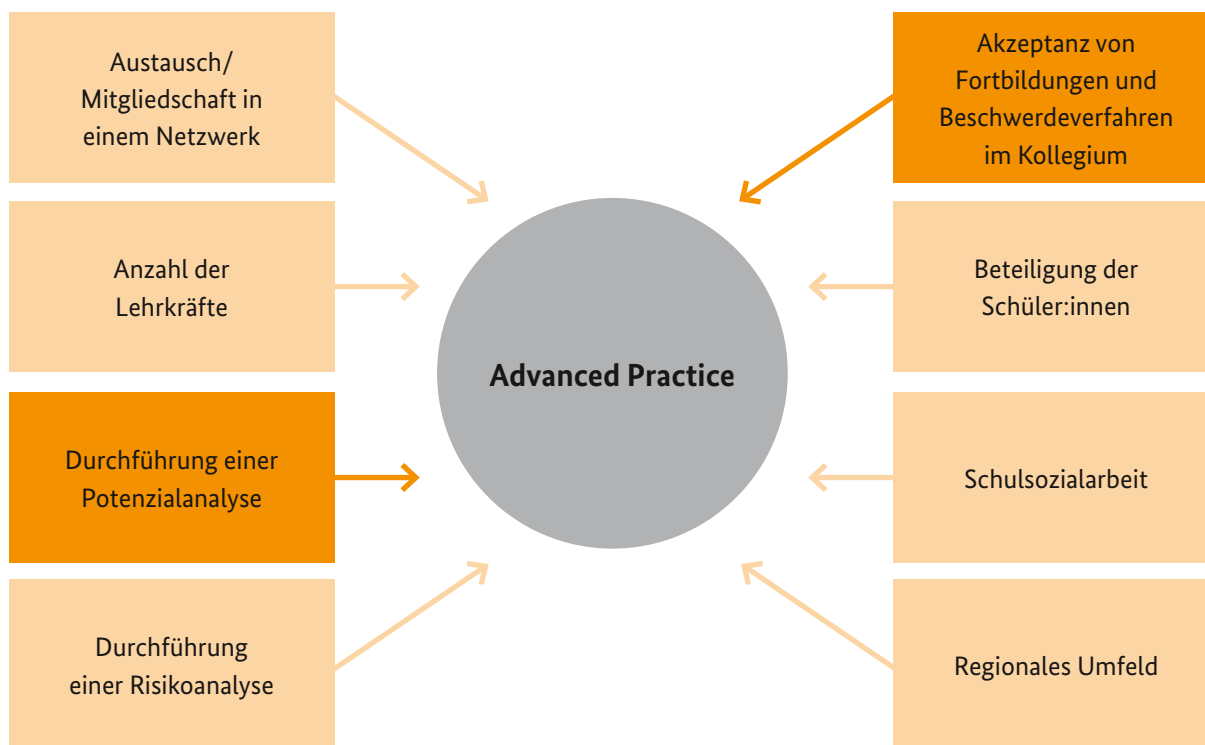 Austausch/
Mitgliedschaft in
einem Netzwerk
Anzahl der
Lehrkräfte
Durchführung einer
Potenzialanalyse
Durchführung
einer Risikoanalyse
Advanced Practice
Akzeptanz von
Fortbildungen und
Beschwerdeverfahren
im Kollegium
Beteiligung der
Schüler:innen
Schulsozialarbeit
Regionales Umfeld